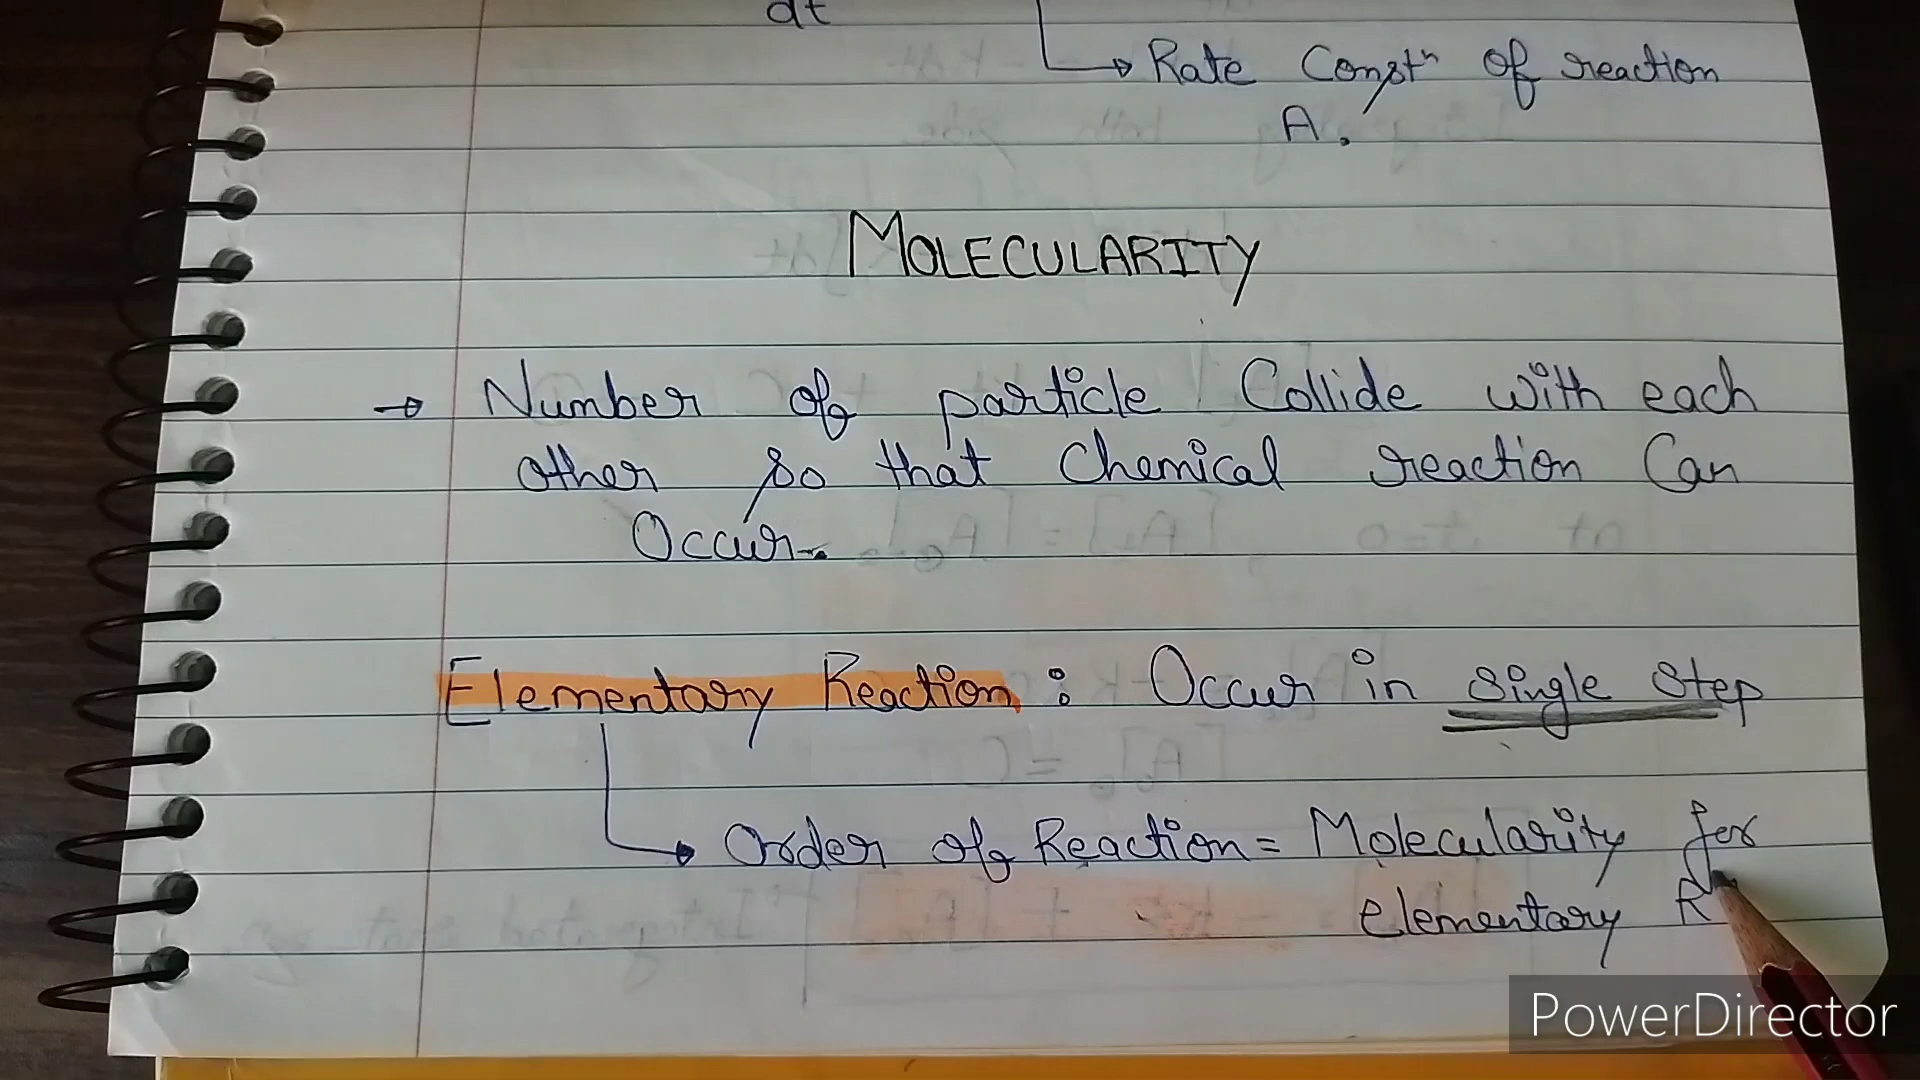 dt
Rate Constn of reaction
A.
MOLECULARITY
→ Number of particle Collide with each
other so that Chemical reaction Can
Occur.
Elementary Reaction : Occur in single step
→ Order of Reaction = Molecularity for
elementary R
PowerDirector